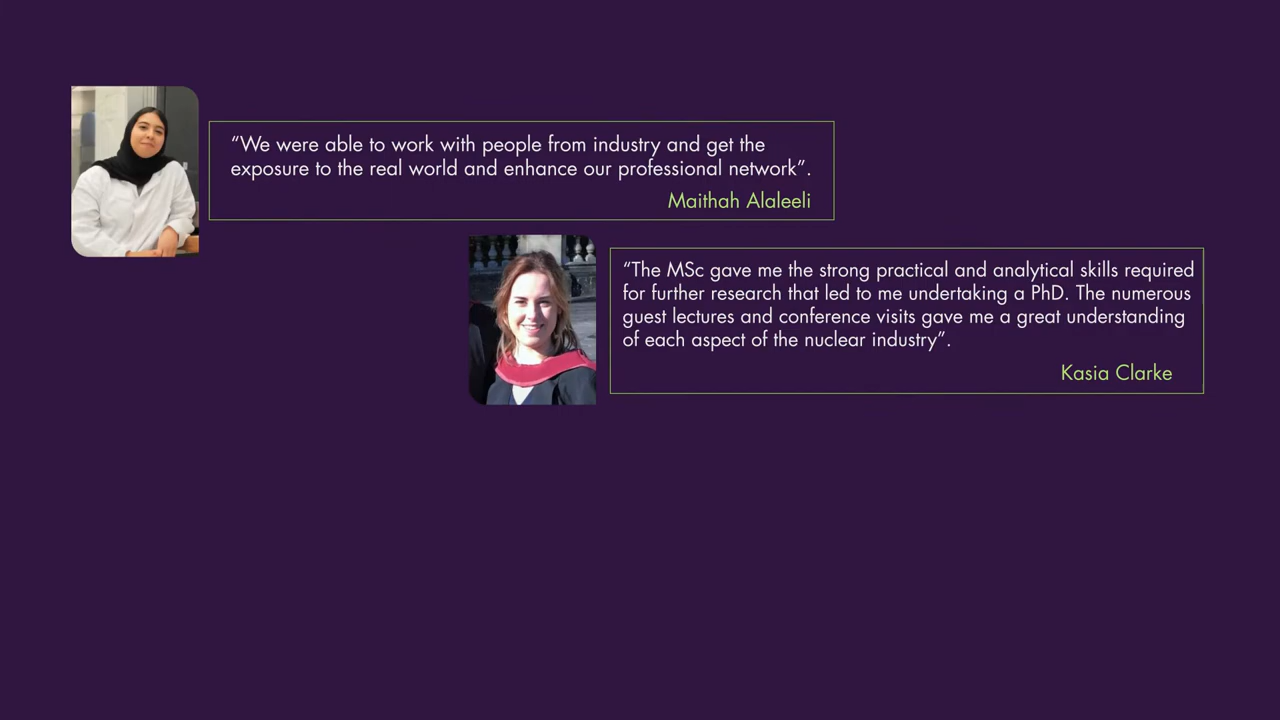 “We were able to work with people from industry and get the
exposure to the real world and enhance our professional network”.
Maithah Alaleeli
“The MSc gave me the strong practical and analytical skills required
for further research that led to me undertaking a PhD. The numerous
guest lectures and conference visits gave me a great understanding
of each aspect of the nuclear industry”.
Kasia Clarke